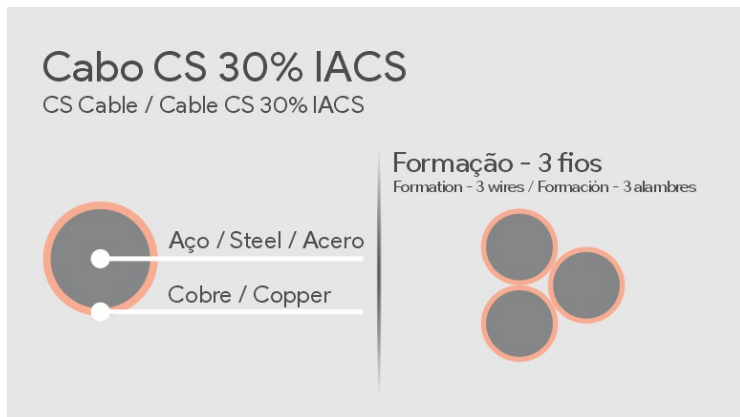 Cabo CS 30% IACS
CS Cable / Cable CS 30% IACS
Aço / Steel / Acero
Cobre / Copper
Formação - 3 fios
Formation - 3 wires / Formación - 3 alambres